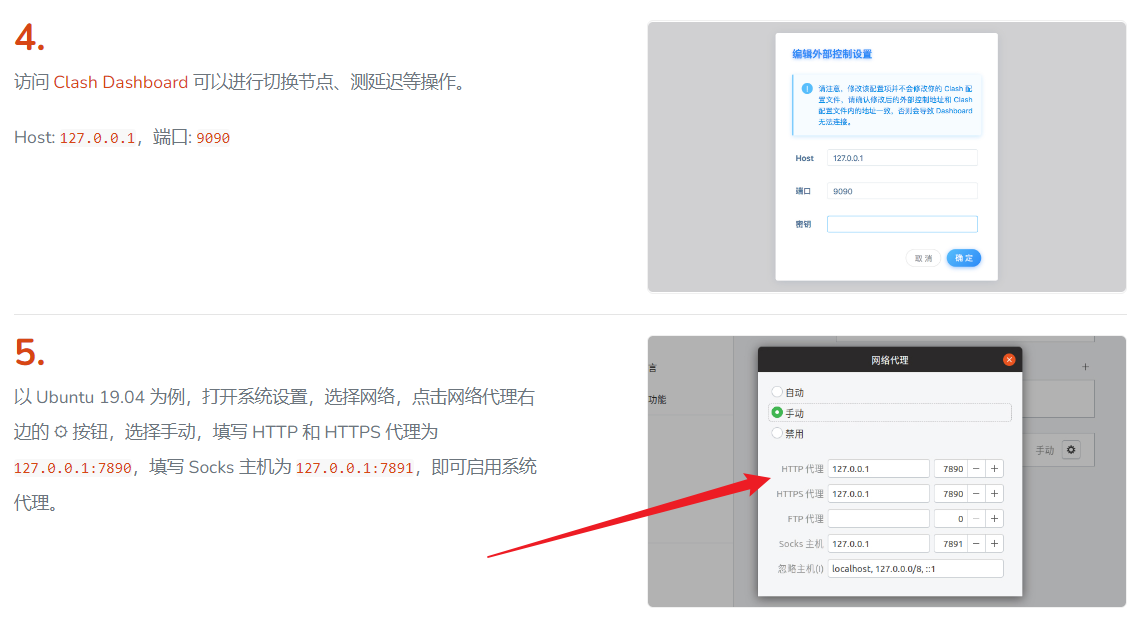 4.
访问 Clash Dashboard 可以进行切换节点、测延迟等操作。
Host: 127.0.0.1，端口: 9090
编辑外部控制设置
请注意，修改该配置项并不会修改你的 Clash 配
置文件，请确认修改后的外部控制地址和 Clash
配置文件内的地址一致，否则会导致 Dashboard
无法连接。
Host 127.0.0.1
端口 9090
密钥
取 消 确 定
5.
以 Ubuntu 19.04 为例，打开系统设置，选择网络，点击网络代理右
边的 ⚙ 按钮，选择手动，填写 HTTP 和 HTTPS 代理为
127.0.0.1:7890，填写 Socks 主机为 127.0.0.1:7891，即可启用系统
代理。
言
功能
网络代理
自动
手动
禁用
HTTP 代理 127.0.0.1 7890 − +
HTTPS 代理 127.0.0.1 7890 − +
FTP 代理 0 − +
Socks 主机 127.0.0.1 7891 − +
忽略主机(I) localhost, 127.0.0.0/8, ::1
+
手动